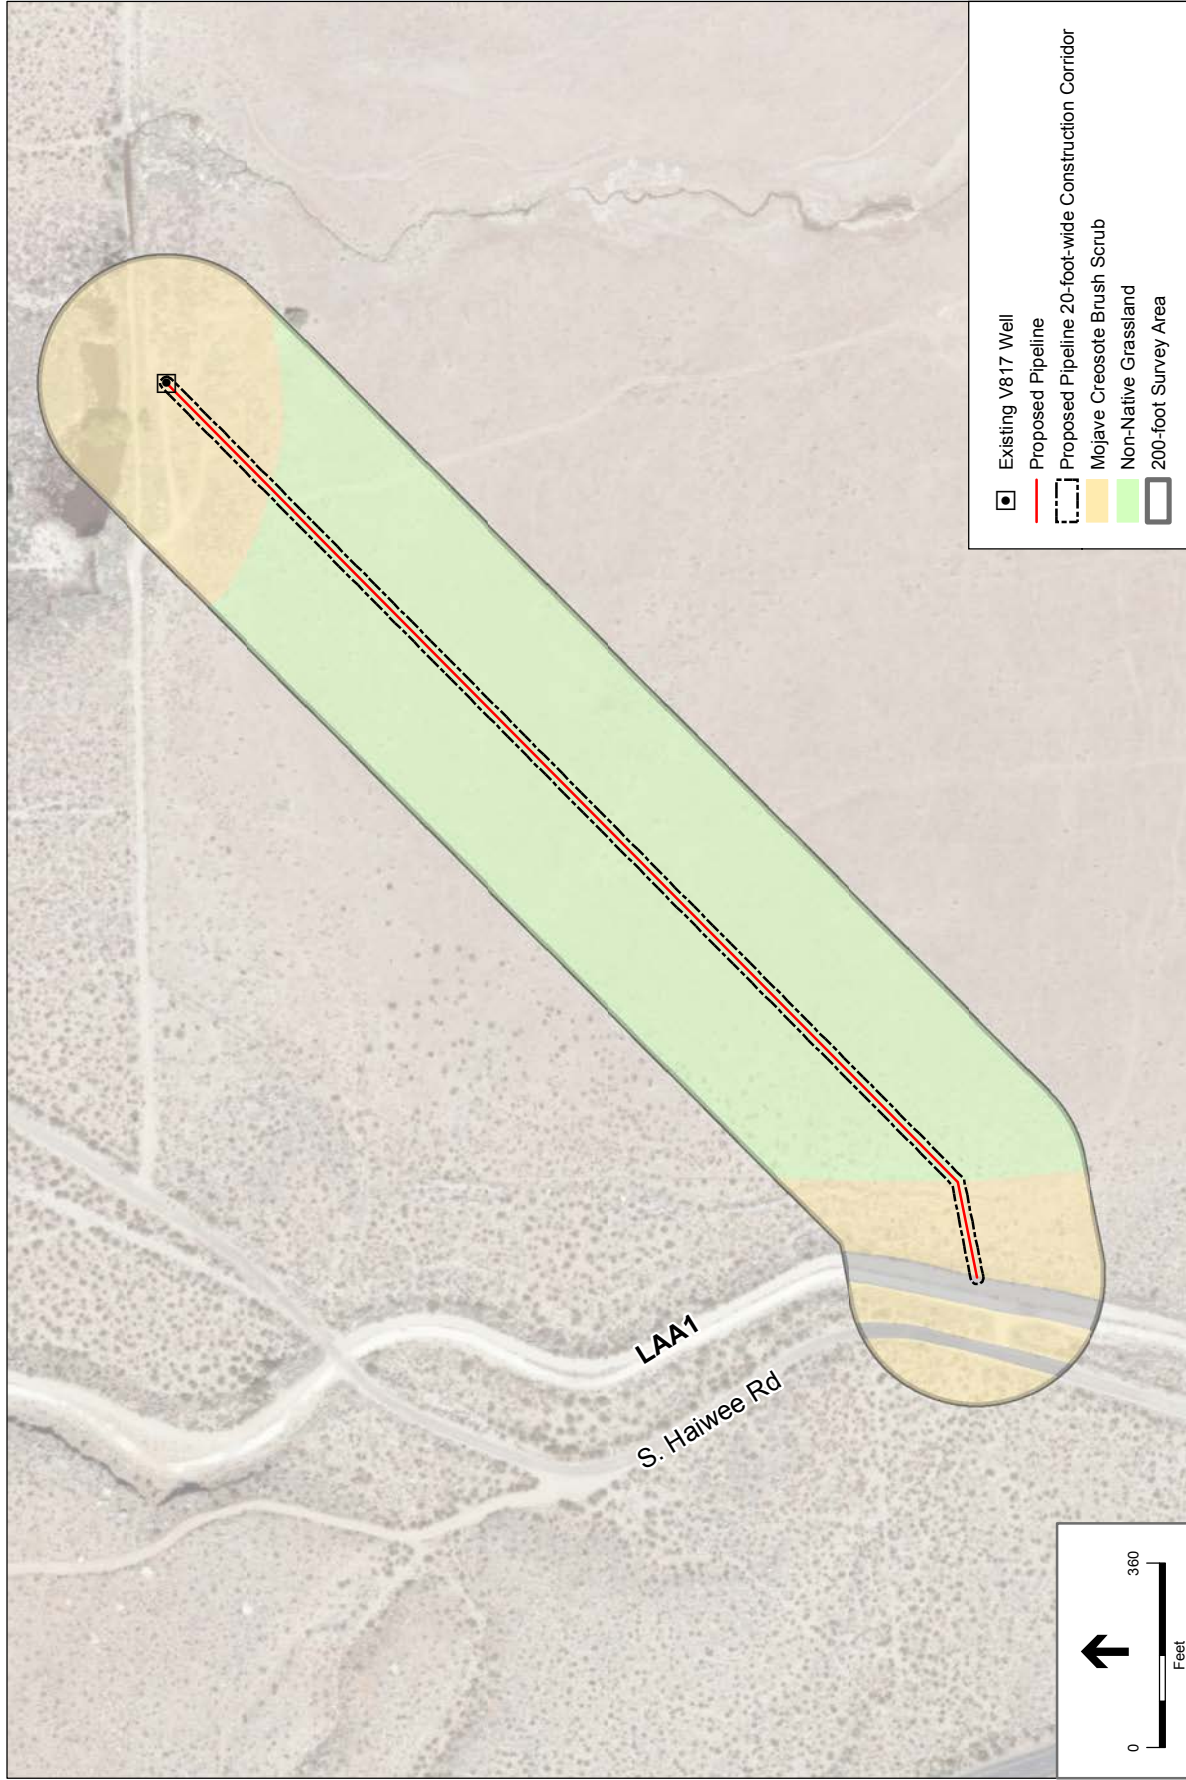 Existing V817 Well
Proposed Pipeline
Proposed Pipeline 20-foot-wide Construction Corridor
Mojave Creosote Brush Scrub
Non-Native Grassland
200-foot Survey Area
LAA1
S. Haiwee Rd
0 360
Feet